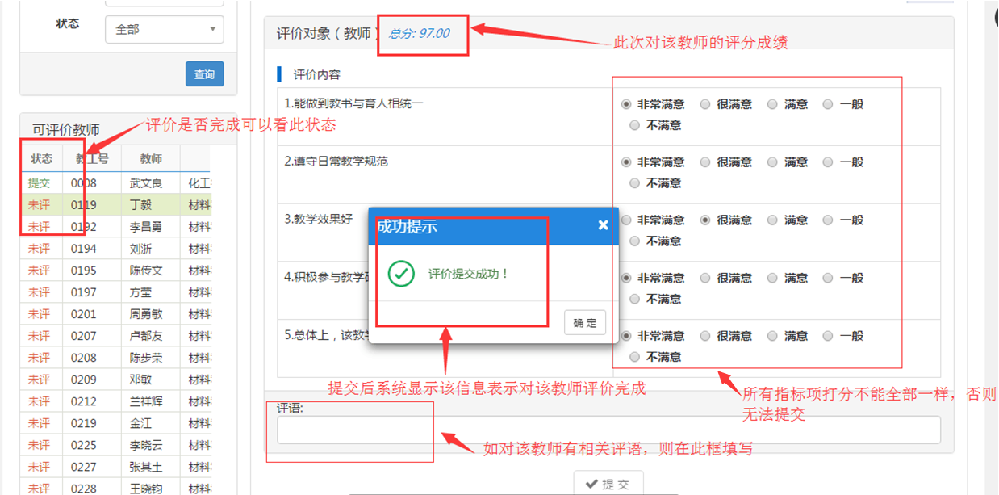 状态
全部
查询
可评价教师
评价是否完成可以看此状态
状态 教工号 教师
提交 0008 武文良 化工
未评 0119 丁毅 材料
未评 0192 李昌勇 材料
未评 0194 刘浙 材料
未评 0195 陈传文 材料
未评 0197 方莹 材料
未评 0201 周勇敏 材料
未评 0207 卢都友 材料
未评 0208 陈步荣 材料
未评 0209 邓敏 材料
未评 0212 兰祥辉 材料
未评 0219 金江 材料
未评 0225 李晓云 材料
未评 0227 张其土 材料
未评 0228 王晓钧 材料
评价对象(教师) 总分: 97.00
此次对该教师的评分成绩
评价内容
1.能做到教书与育人相统一 非常满意 很满意 满意 一般
不满意
2.遵守日常教学规范 非常满意 很满意 满意 一般
不满意
3.教学效果好 非常满意 很满意 满意 一般
不满意
4.积极参与教学 非常满意 很满意 满意 一般
不满意
5.总体上，该教 非常满意 很满意 满意 一般
不满意
成功提示 ×
评价提交成功！
确定
提交后系统显示该信息表示对该教师评价完成
所有指标项打分不能全部一样，否则
无法提交
评语:
如对该教师有相关评语，则在此框填写
提交